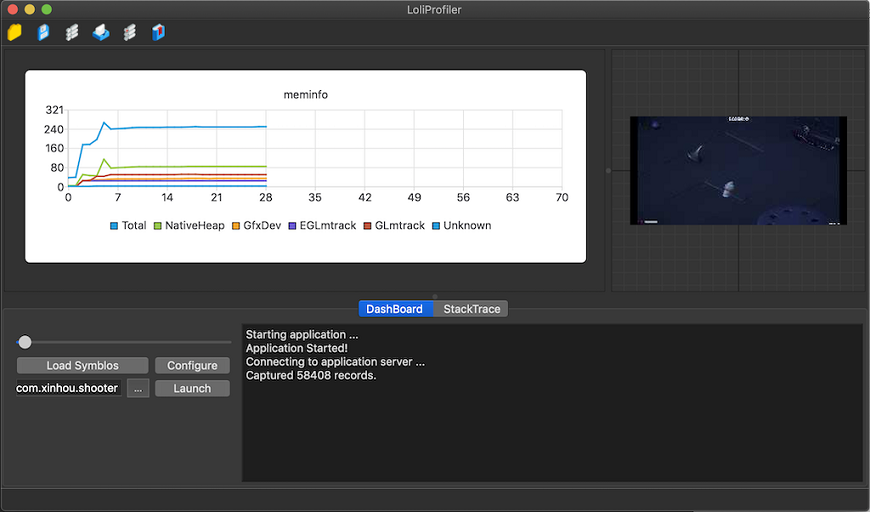 LoliProfiler
meminfo
321
240
160
80
0
0 7 14 21 28 35 42 49 56 63 70
Total NativeHeap GfxDev EGLmtrack GLmtrack Unknown
DashBoard StackTrace
Starting application ...
Application Started!
Connecting to application server ...
Captured 58408 records.
Load Symblos Configure
com.xinhou.shooter ... Launch